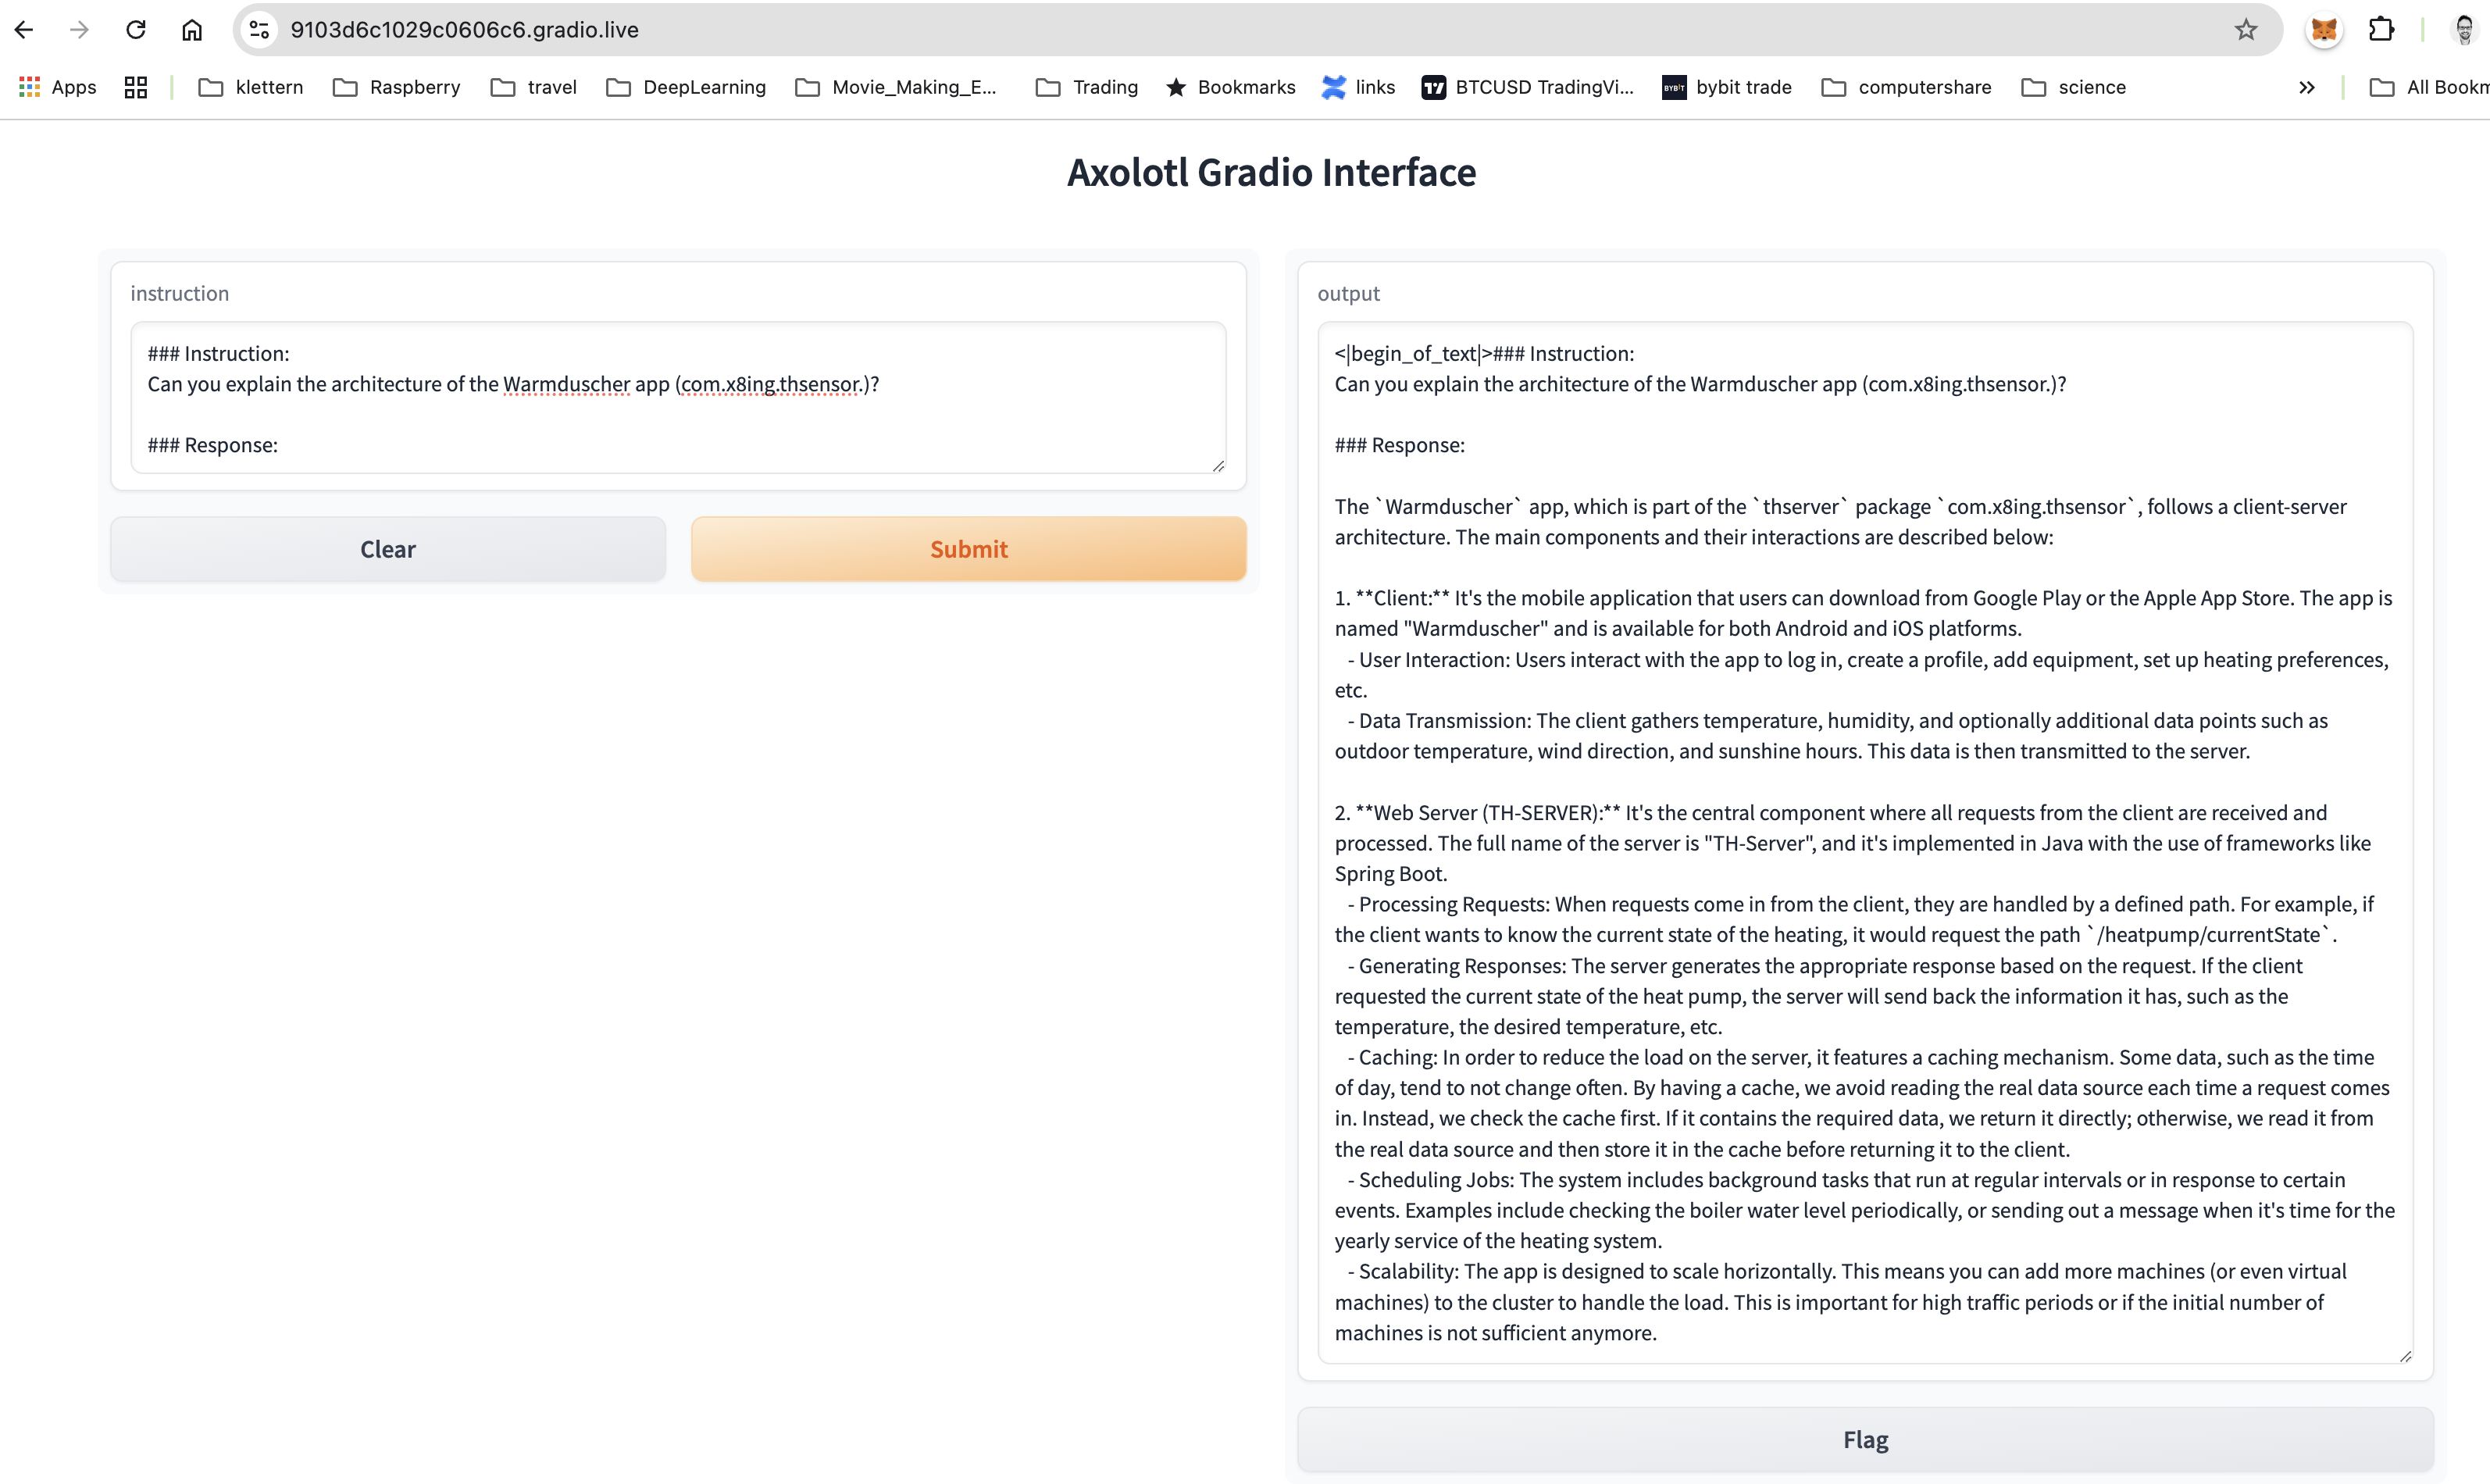 9103d6c1029c0606c6.gradio.live
Apps klettern Raspberry travel DeepLearning Movie_Making_E... Trading Bookmarks links BTCUSD TradingVi... BYBIT bybit trade computershare science » All Bookm
Axolotl Gradio Interface
instruction
### Instruction:
Can you explain the architecture of the Warmduscher app (com.x8ing.thsensor.)?
### Response:
Clear
Submit
output
<|begin_of_text|>### Instruction:
Can you explain the architecture of the Warmduscher app (com.x8ing.thsensor.)?
### Response:
The `Warmduscher` app, which is part of the `thserver` package `com.x8ing.thsensor`, follows a client-server
architecture. The main components and their interactions are described below:
1. **Client:** It's the mobile application that users can download from Google Play or the Apple App Store. The app is
named "Warmduscher" and is available for both Android and iOS platforms.
- User Interaction: Users interact with the app to log in, create a profile, add equipment, set up heating preferences,
etc.
- Data Transmission: The client gathers temperature, humidity, and optionally additional data points such as
outdoor temperature, wind direction, and sunshine hours. This data is then transmitted to the server.
2. **Web Server (TH-SERVER):** It's the central component where all requests from the client are received and
processed. The full name of the server is "TH-Server", and it's implemented in Java with the use of frameworks like
Spring Boot.
- Processing Requests: When requests come in from the client, they are handled by a defined path. For example, if
the client wants to know the current state of the heating, it would request the path `/heatpump/currentState`.
- Generating Responses: The server generates the appropriate response based on the request. If the client
requested the current state of the heat pump, the server will send back the information it has, such as the
temperature, the desired temperature, etc.
- Caching: In order to reduce the load on the server, it features a caching mechanism. Some data, such as the time
of day, tend to not change often. By having a cache, we avoid reading the real data source each time a request comes
in. Instead, we check the cache first. If it contains the required data, we return it directly; otherwise, we read it from
the real data source and then store it in the cache before returning it to the client.
- Scheduling Jobs: The system includes background tasks that run at regular intervals or in response to certain
events. Examples include checking the boiler water level periodically, or sending out a message when it's time for the
yearly service of the heating system.
- Scalability: The app is designed to scale horizontally. This means you can add more machines (or even virtual
machines) to the cluster to handle the load. This is important for high traffic periods or if the initial number of
machines is not sufficient anymore.
Flag